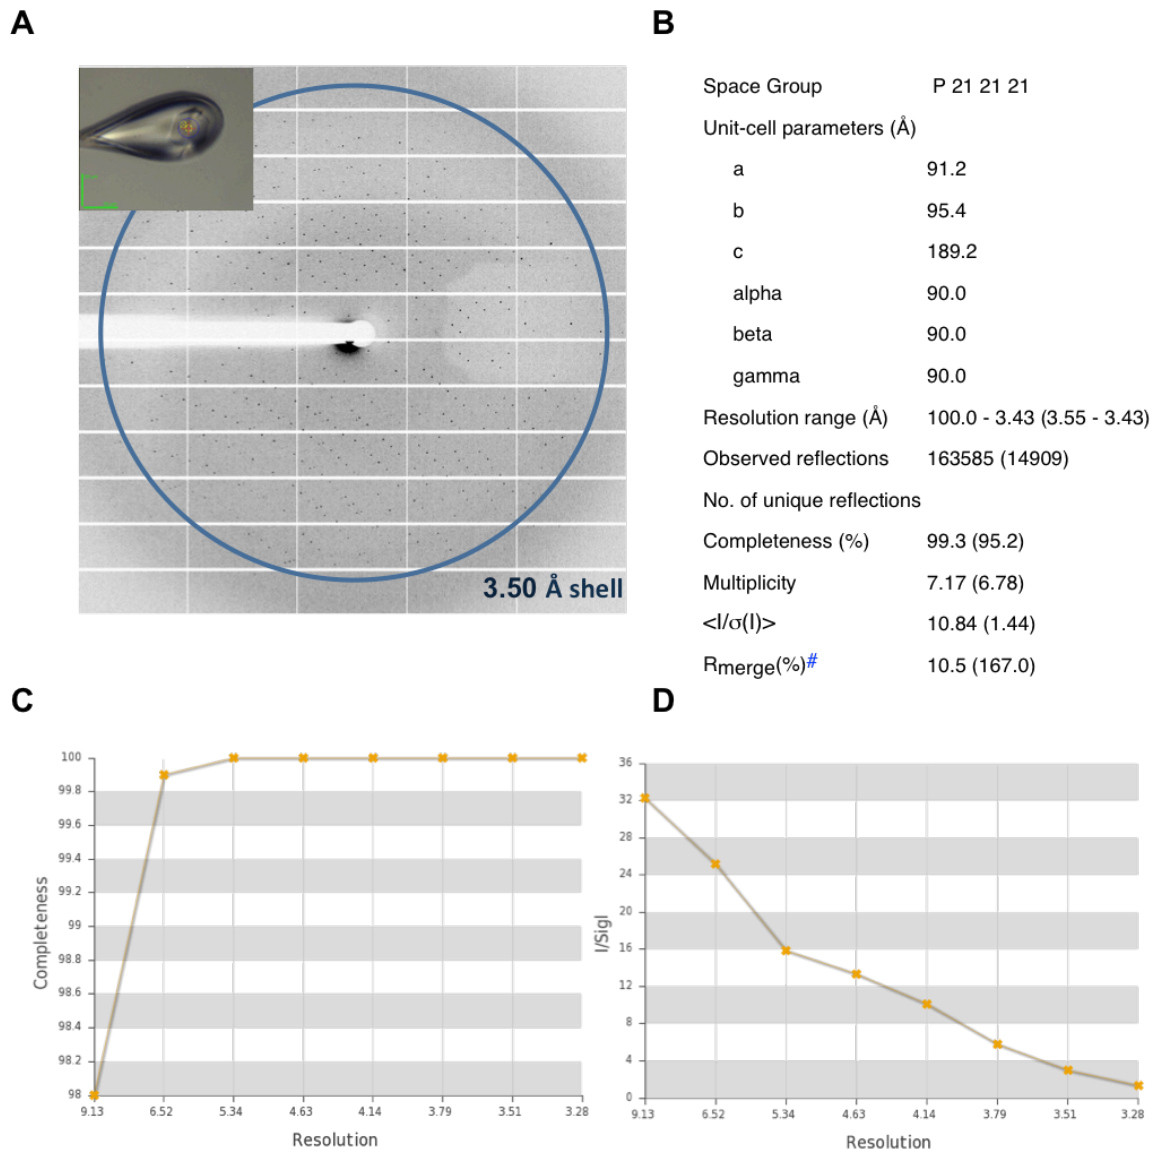 A
3.50 Å shell
B
Space Group P 21 21 21
Unit-cell parameters (Å)
a 91.2
b 95.4
c 189.2
alpha 90.0
beta 90.0
gamma 90.0
Resolution range (Å) 100.0 - 3.43 (3.55 - 3.43)
Observed reflections 163585 (14909)
No. of unique reflections
Completeness (%) 99.3 (95.2)
Multiplicity 7.17 (6.78)
<I/σ(I)> 10.84 (1.44)
Rmerge(%)# 10.5 (167.0)
C
100
99.8
99.6
99.4
99.2
99
98.8
98.6
98.4
98.2
98
Completeness
9.13 6.52 5.34 4.63 4.14 3.79 3.51 3.28
Resolution
D
36
32
28
24
20
16
12
8
4
0
I/SigI
9.13 6.52 5.34 4.63 4.14 3.79 3.51 3.28
Resolution